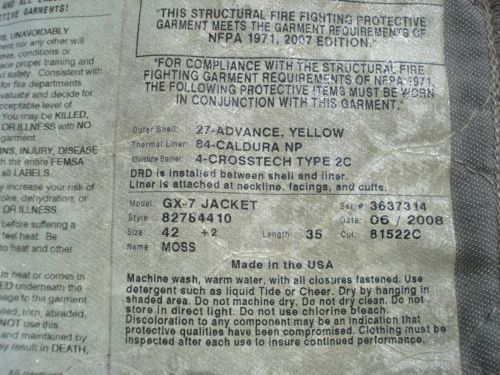 ACTIVE GARMENTS!
"THIS STRUCTURAL FIRE FIGHTING PROTECTIVE
GARMENT MEETS THE GARMENT REQUIREMENTS OF
NFPA 1971, 2007 EDITION."
"FOR COMPLIANCE WITH THE STRUCTURAL FIRE
FIGHTING GARMENT REQUIREMENTS OF NFPA 1971,
THE FOLLOWING PROTECTIVE ITEMS MUST BE WORN
IN CONJUNCTION WITH THIS GARMENT."
Outer Shell: 27-ADVANCE, YELLOW
Thermal Liner: 84-CALDURA NP
Moisture Barrier: 4-CROSSTECH TYPE 2C
DRD is installed between shell and liner.
Liner is attached at neckline, facings, and cuffs.
Model: GX-7 JACKET Ser# 3637314
Style: 82784410 Date: 06 / 2008
Size: 42 +2 Length: 35 Cut: 81522C
Name: MOSS
Made in the USA
Machine wash, warm water, with all closures fastened. Use
detergent such as liquid Tide or Cheer. Dry by hanging in
shaded area. Do not machine dry. Do not dry clean. Do not
store in direct light. Do not use chlorine bleach.
Discoloration to any component may be an indication that
protective qualities have been compromised. Clothing must be
inspected after each use to insure continued performance.
UNAVOIDABLY
nor any other will
conditions or
proper training and
safety. Consistent with
for fire departments
evaluate and decide for
acceptable level of
You may be KILLED,
OR ILLNESS with NO
garment.
INJURY, DISEASE
the entire FEMSA
all LABELS
increase your risk of
dehydration, or
OR ILLNESS.
before suffering a
feel heat. Be
to heat and other
to heat or comes in
underneath the
to the garment.
torn, abraded,
NOT use this
and maintained by
result in DEATH,